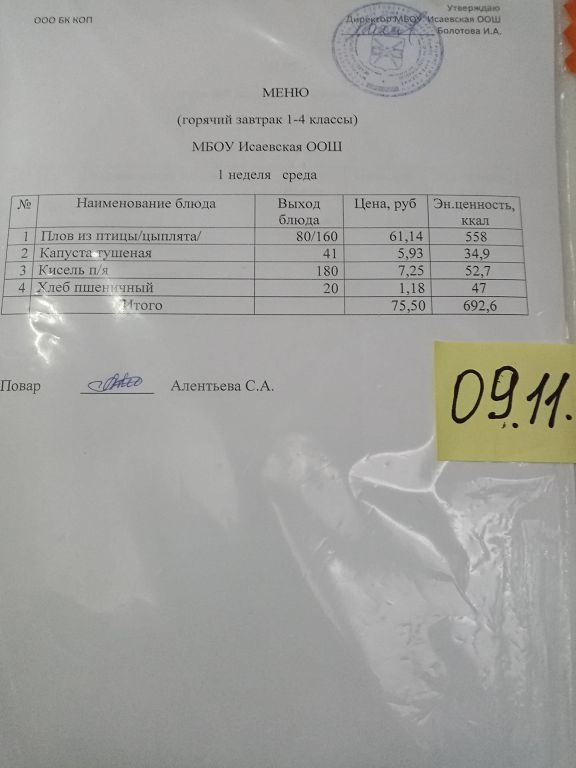 ООО БК КОП
Утверждаю
Директор МБОУ Исаевская ООШ
Болотова И.А.
МЕНЮ
(горячий завтрак 1-4 классы)
МБОУ Исаевская ООШ
1 неделя среда
№ Наименование блюда Выход блюда Цена, руб Эн.ценность, ккал
1 Плов из птицы/цыплята/ 80/160 61,14 558
2 Капуста тушеная 41 5,93 34,9
3 Кисель п/я 180 7,25 52,7
4 Хлеб пшеничный 20 1,18 47
Итого 75,50 692,6
Повар Алентьева С.А.
09.11.